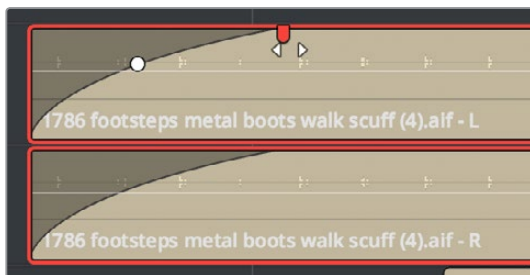 1786 footsteps metal boots walk scuff (4).aif - L
1786 footsteps metal boots walk scuff (4).aif - R